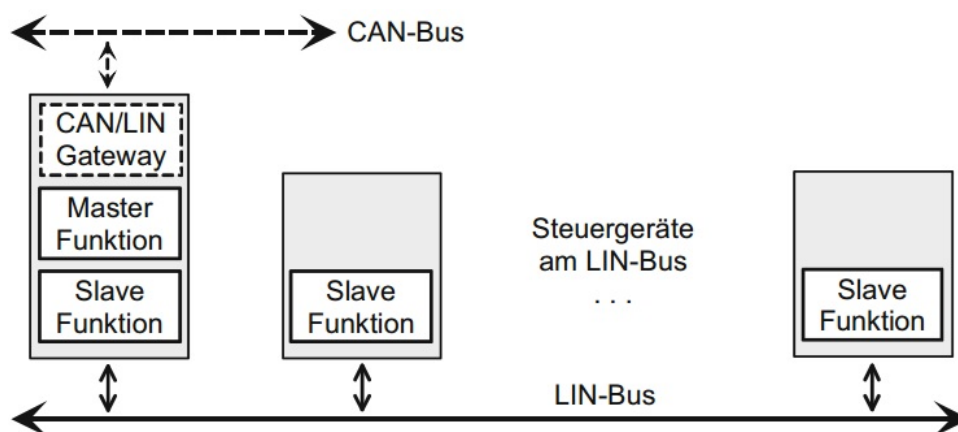 CAN-Bus
CAN/LIN
Gateway
Master
Funktion
Slave
Funktion
Slave
Funktion
Steuergeräte
am LIN-Bus
. . .
Slave
Funktion
LIN-Bus